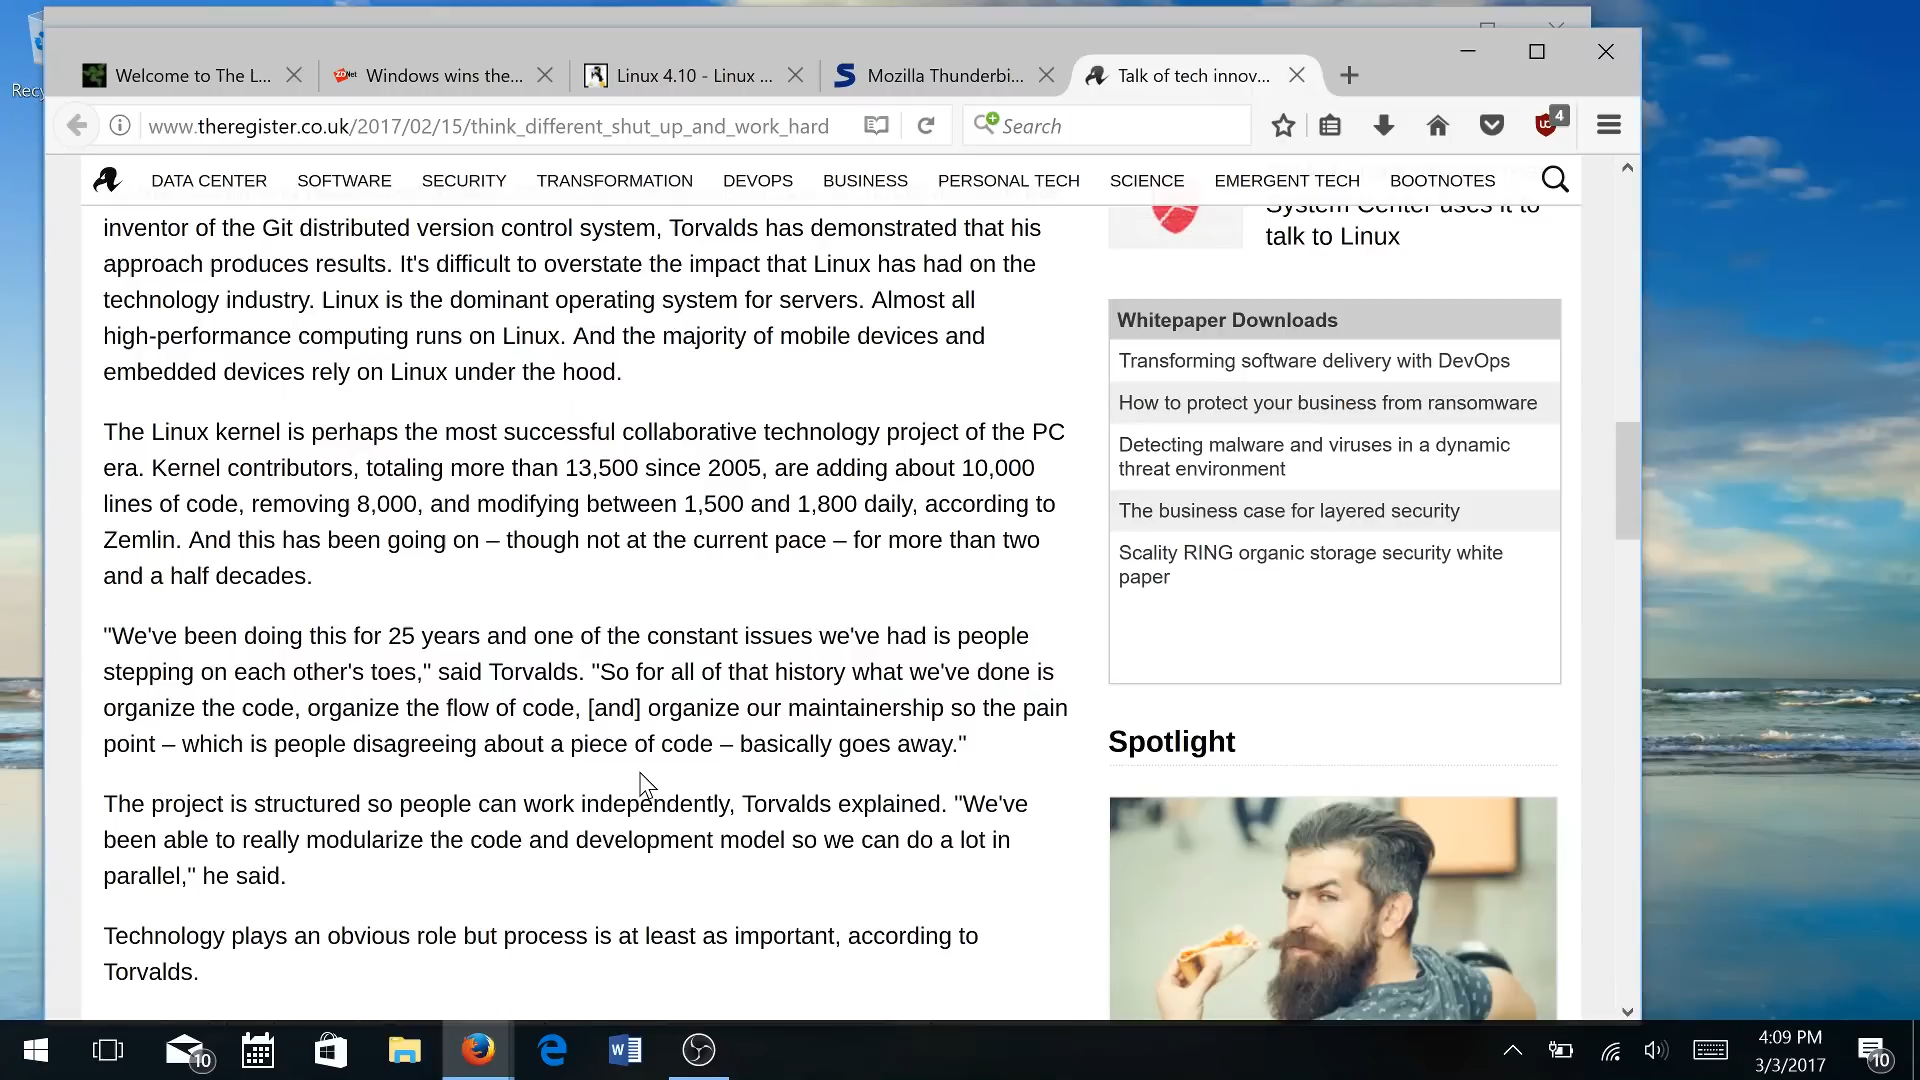 Recy
Welcome to The L...
ZDNet
Windows wins the...
Linux 4.10 - Linux ...
S
Mozilla Thunderbi...
Talk of tech innov...
www.theregister.co.uk/2017/02/15/think_different_shut_up_and_work_hard
Search
4
DATA CENTER
SOFTWARE
SECURITY
TRANSFORMATION
DEVOPS
BUSINESS
PERSONAL TECH
SCIENCE
EMERGENT TECH
BOOTNOTES
inventor of the Git distributed version control system, Torvalds has demonstrated that his
approach produces results. It's difficult to overstate the impact that Linux has had on the
technology industry. Linux is the dominant operating system for servers. Almost all
high-performance computing runs on Linux. And the majority of mobile devices and
embedded devices rely on Linux under the hood.
The Linux kernel is perhaps the most successful collaborative technology project of the PC
era. Kernel contributors, totaling more than 13,500 since 2005, are adding about 10,000
lines of code, removing 8,000, and modifying between 1,500 and 1,800 daily, according to
Zemlin. And this has been going on – though not at the current pace – for more than two
and a half decades.
"We've been doing this for 25 years and one of the constant issues we've had is people
stepping on each other's toes," said Torvalds. "So for all of that history what we've done is
organize the code, organize the flow of code, [and] organize our maintainership so the pain
point – which is people disagreeing about a piece of code – basically goes away."
The project is structured so people can work independently, Torvalds explained. "We've
been able to really modularize the code and development model so we can do a lot in
parallel," he said.
Technology plays an obvious role but process is at least as important, according to
Torvalds.
System Center uses it to
talk to Linux
Whitepaper Downloads
Transforming software delivery with DevOps
How to protect your business from ransomware
Detecting malware and viruses in a dynamic
threat environment
The business case for layered security
Scality RING organic storage security white
paper
Spotlight
10
4:09 PM
3/3/2017
10